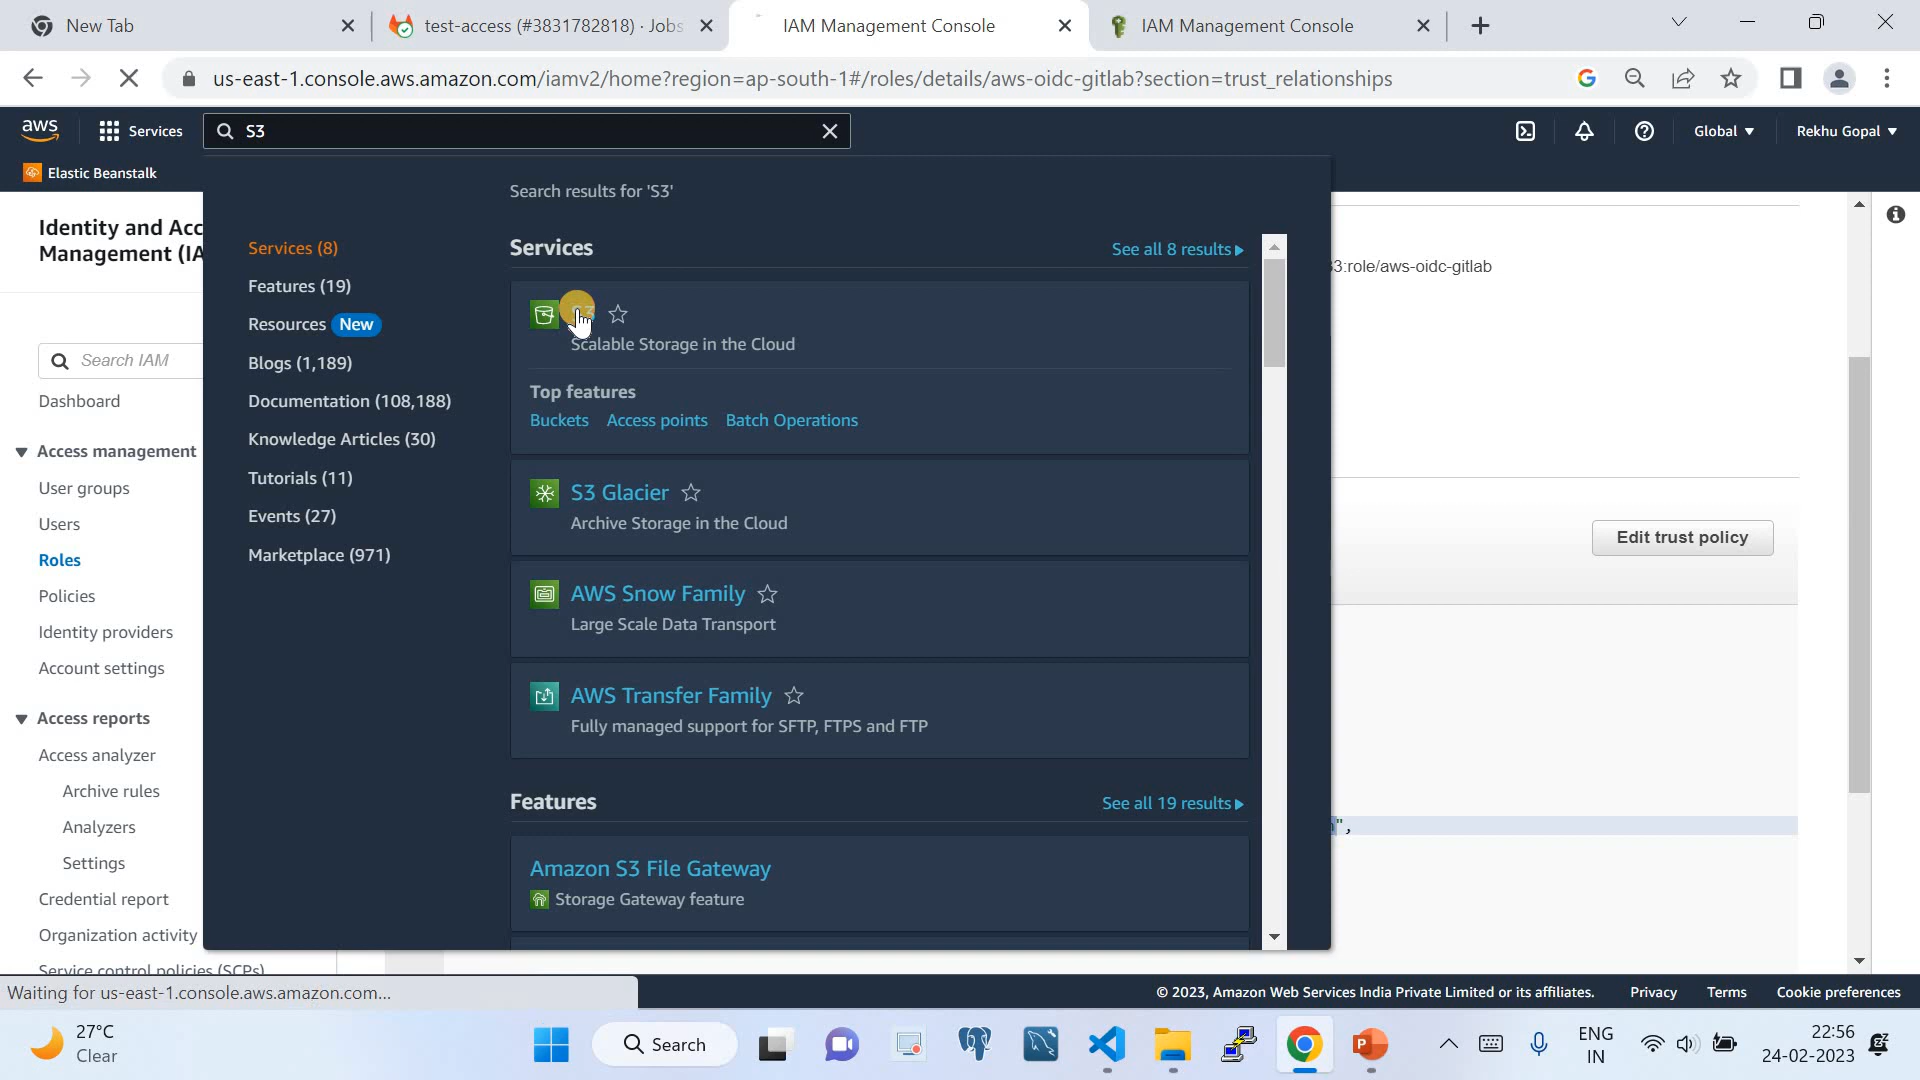 New Tab
test-access (#3831782818) · Jobs
IAM Management Console
IAM Management Console
us-east-1.console.aws.amazon.com/iamv2/home?region=ap-south-1#/roles/details/aws-oidc-gitlab?section=trust_relationships
aws
Services
S3
Global
Rekhu Gopal
Elastic Beanstalk
Identity and Acc
Management (IA
Search IAM
Dashboard
Access management
User groups
Users
Roles
Policies
Identity providers
Account settings
Access reports
Access analyzer
Archive rules
Analyzers
Settings
Credential report
Organization activity
Service control policies (SCPs)
Search results for 'S3'
Services (8)
Features (19)
Resources New
Blogs (1,189)
Documentation (108,188)
Knowledge Articles (30)
Tutorials (11)
Events (27)
Marketplace (971)
Services
See all 8 results
S3
Scalable Storage in the Cloud
Top features
Buckets Access points Batch Operations
S3 Glacier
Archive Storage in the Cloud
AWS Snow Family
Large Scale Data Transport
AWS Transfer Family
Fully managed support for SFTP, FTPS and FTP
Features
See all 19 results
Amazon S3 File Gateway
Storage Gateway feature
3:role/aws-oidc-gitlab
Edit trust policy
",
Waiting for us-east-1.console.aws.amazon.com...
© 2023, Amazon Web Services India Private Limited or its affiliates.
Privacy
Terms
Cookie preferences
27°C
Clear
Search
ENG
IN
22:56
24-02-2023